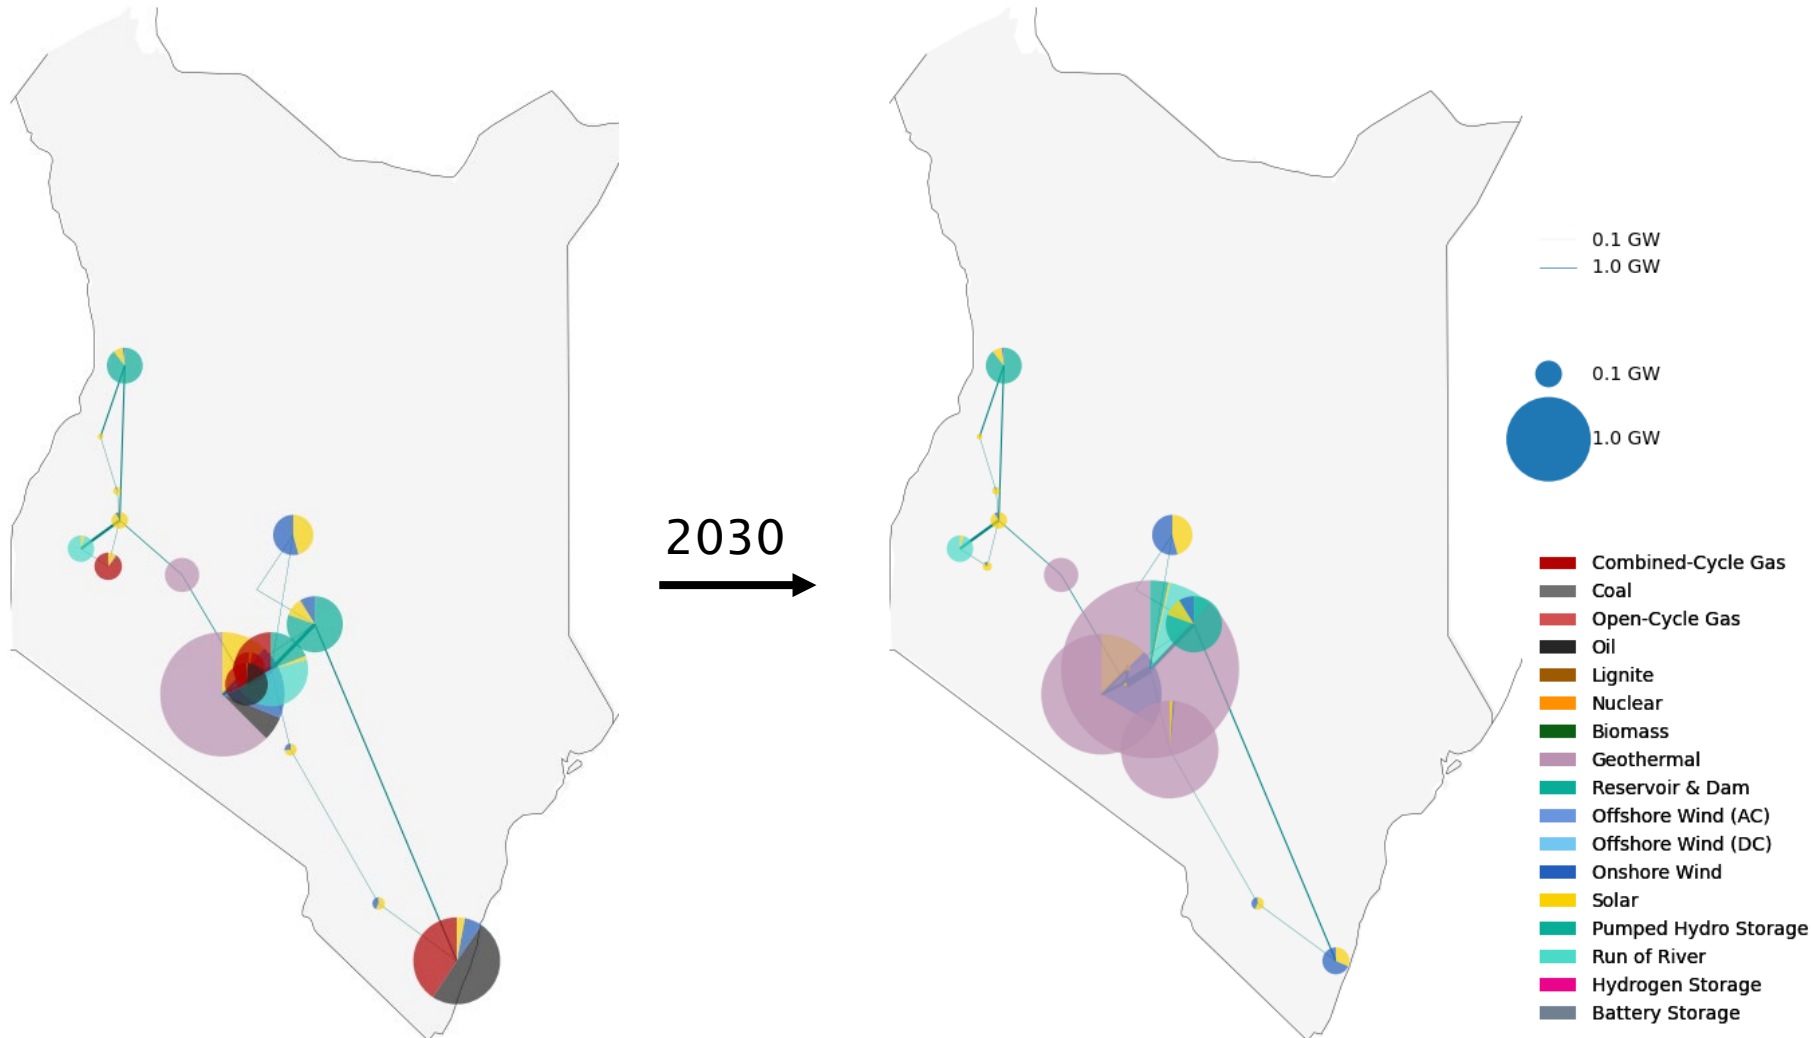 2030
0.1 GW
1.0 GW
0.1 GW
1.0 GW
Combined-Cycle Gas
Coal
Open-Cycle Gas
Oil
Lignite
Nuclear
Biomass
Geothermal
Reservoir & Dam
Offshore Wind (AC)
Offshore Wind (DC)
Onshore Wind
Solar
Pumped Hydro Storage
Run of River
Hydrogen Storage
Battery Storage